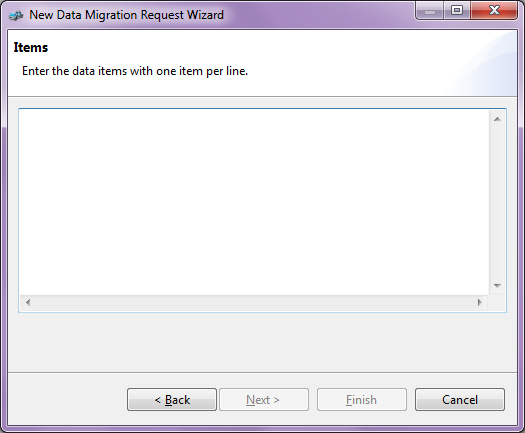 New Data Migration Request Wizard
Items
Enter the data items with one item per line.
< Back
Next >
Finish
Cancel